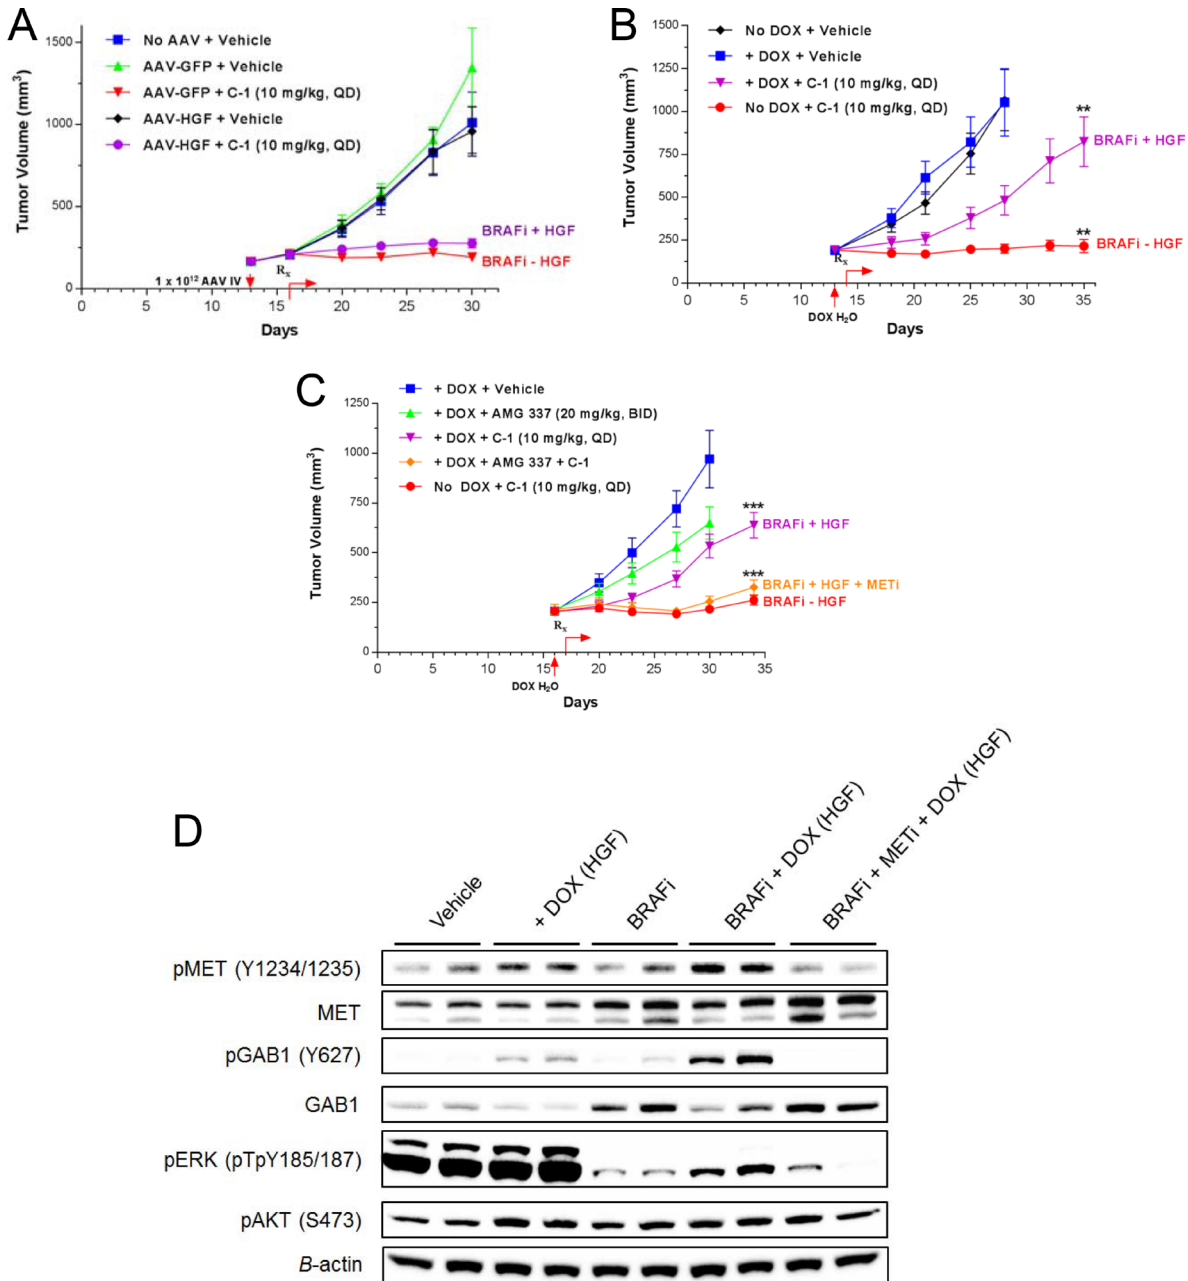 A
Tumor Volume (mm³)
1500
1000
500
0
No AAV + Vehicle
AAV-GFP + Vehicle
AAV-GFP + C-1 (10 mg/kg, QD)
AAV-HGF + Vehicle
AAV-HGF + C-1 (10 mg/kg, QD)
BRAFi + HGF
BRAFi - HGF
1 x 10¹² AAV IV
Rx
0 5 10 15 20 25 30
Days
B
Tumor Volume (mm³)
1500
1250
1000
750
500
250
0
No DOX + Vehicle
+ DOX + Vehicle
+ DOX + C-1 (10 mg/kg, QD)
No DOX + C-1 (10 mg/kg, QD)
**
BRAFi + HGF
**
BRAFi - HGF
Rx
0 5 10 15 20 25 30 35
DOX H₂O
Days
C
Tumor Volume (mm³)
1250
1000
750
500
250
0
+ DOX + Vehicle
+ DOX + AMG 337 (20 mg/kg, BID)
+ DOX + C-1 (10 mg/kg, QD)
+ DOX + AMG 337 + C-1
No DOX + C-1 (10 mg/kg, QD)
***
BRAFi + HGF
***
BRAFi + HGF + METi
BRAFi - HGF
Rx
0 5 10 15 20 25 30 35
DOX H₂O
Days
D
Vehicle
+ DOX (HGF)
BRAFi
BRAFi + DOX (HGF)
BRAFi + METi + DOX (HGF)
pMET (Y1234/1235)
MET
pGAB1 (Y627)
GAB1
pERK (pTpY185/187)
pAKT (S473)
B-actin